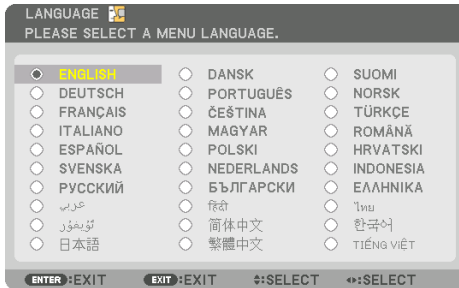 LANGUAGE
PLEASE SELECT A MENU LANGUAGE.
ENGLISH DANSK SUOMI
DEUTSCH PORTUGUÊS NORSK
FRANÇAIS ČEŠTINA TÜRKÇE
ITALIANO MAGYAR ROMÂNĂ
ESPAÑOL POLSKI HRVATSKI
SVENSKA NEDERLANDS INDONESIA
РУССКИЙ БЪЛГАРСКИ ΕΛΛΗΝΙΚΑ
عربي हिंदी ไทย
ئۇيغۇر 简体中文 한국어
日本語 繁體中文 TIẾNG VIỆT
ENTER:EXIT EXIT:EXIT :SELECT :SELECT